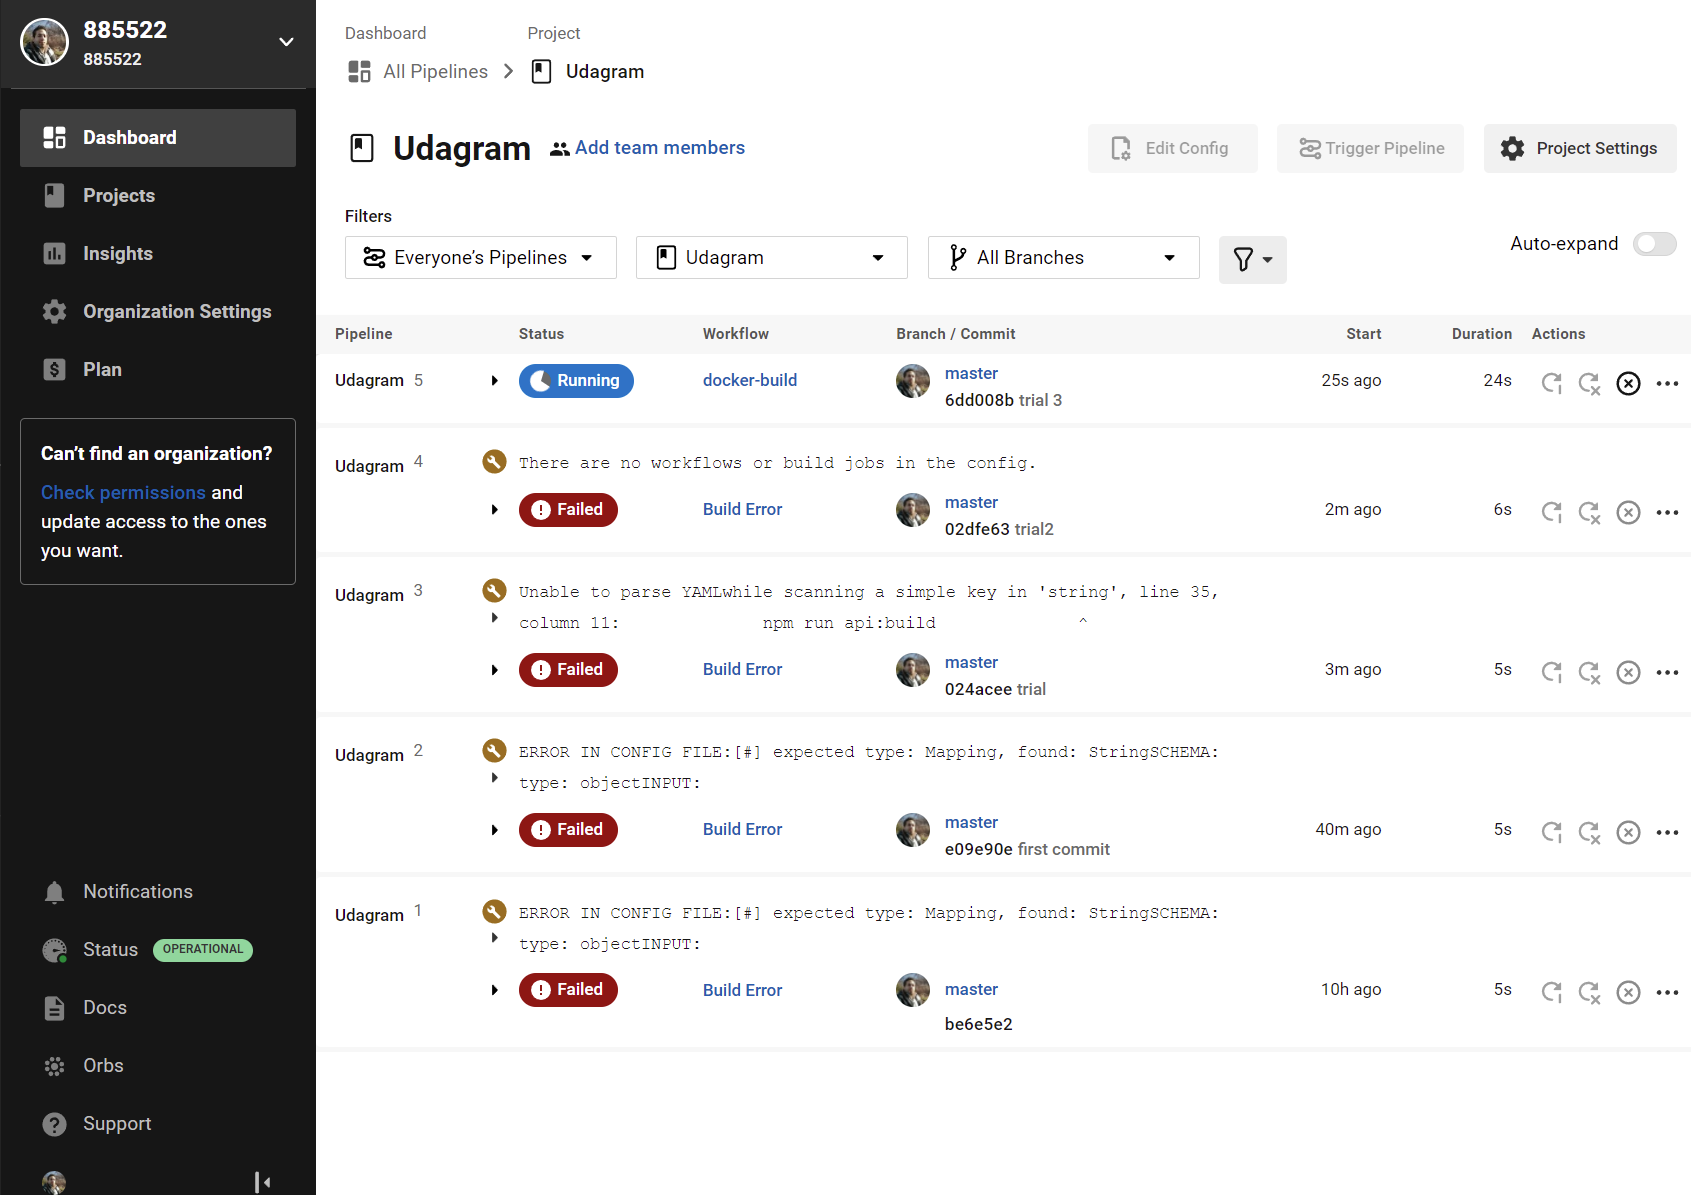 885522
885522
Dashboard
Projects
Insights
Organization Settings
Plan
Can’t find an organization?
Check permissions and
update access to the ones
you want.
Notifications
Status OPERATIONAL
Docs
Orbs
Support
Dashboard Project
All Pipelines Udagram
Udagram Add team members
Edit Config Trigger Pipeline Project Settings
Filters
Everyone’s Pipelines Udagram All Branches Auto-expand
Pipeline Status Workflow Branch / Commit Start Duration Actions
Udagram 5 Running docker-build master 25s ago 24s
6dd008b trial 3
Udagram 4 There are no workflows or build jobs in the config.
Failed Build Error master 2m ago 6s
02dfe63 trial2
Udagram 3 Unable to parse YAMLwhile scanning a simple key in 'string', line 35,
column 11: npm run api:build ^
Failed Build Error master 3m ago 5s
024acee trial
Udagram 2 ERROR IN CONFIG FILE:[#] expected type: Mapping, found: StringSCHEMA:
type: objectINPUT:
Failed Build Error master 40m ago 5s
e09e90e first commit
Udagram 1 ERROR IN CONFIG FILE:[#] expected type: Mapping, found: StringSCHEMA:
type: objectINPUT:
Failed Build Error master 10h ago 5s
be6e5e2